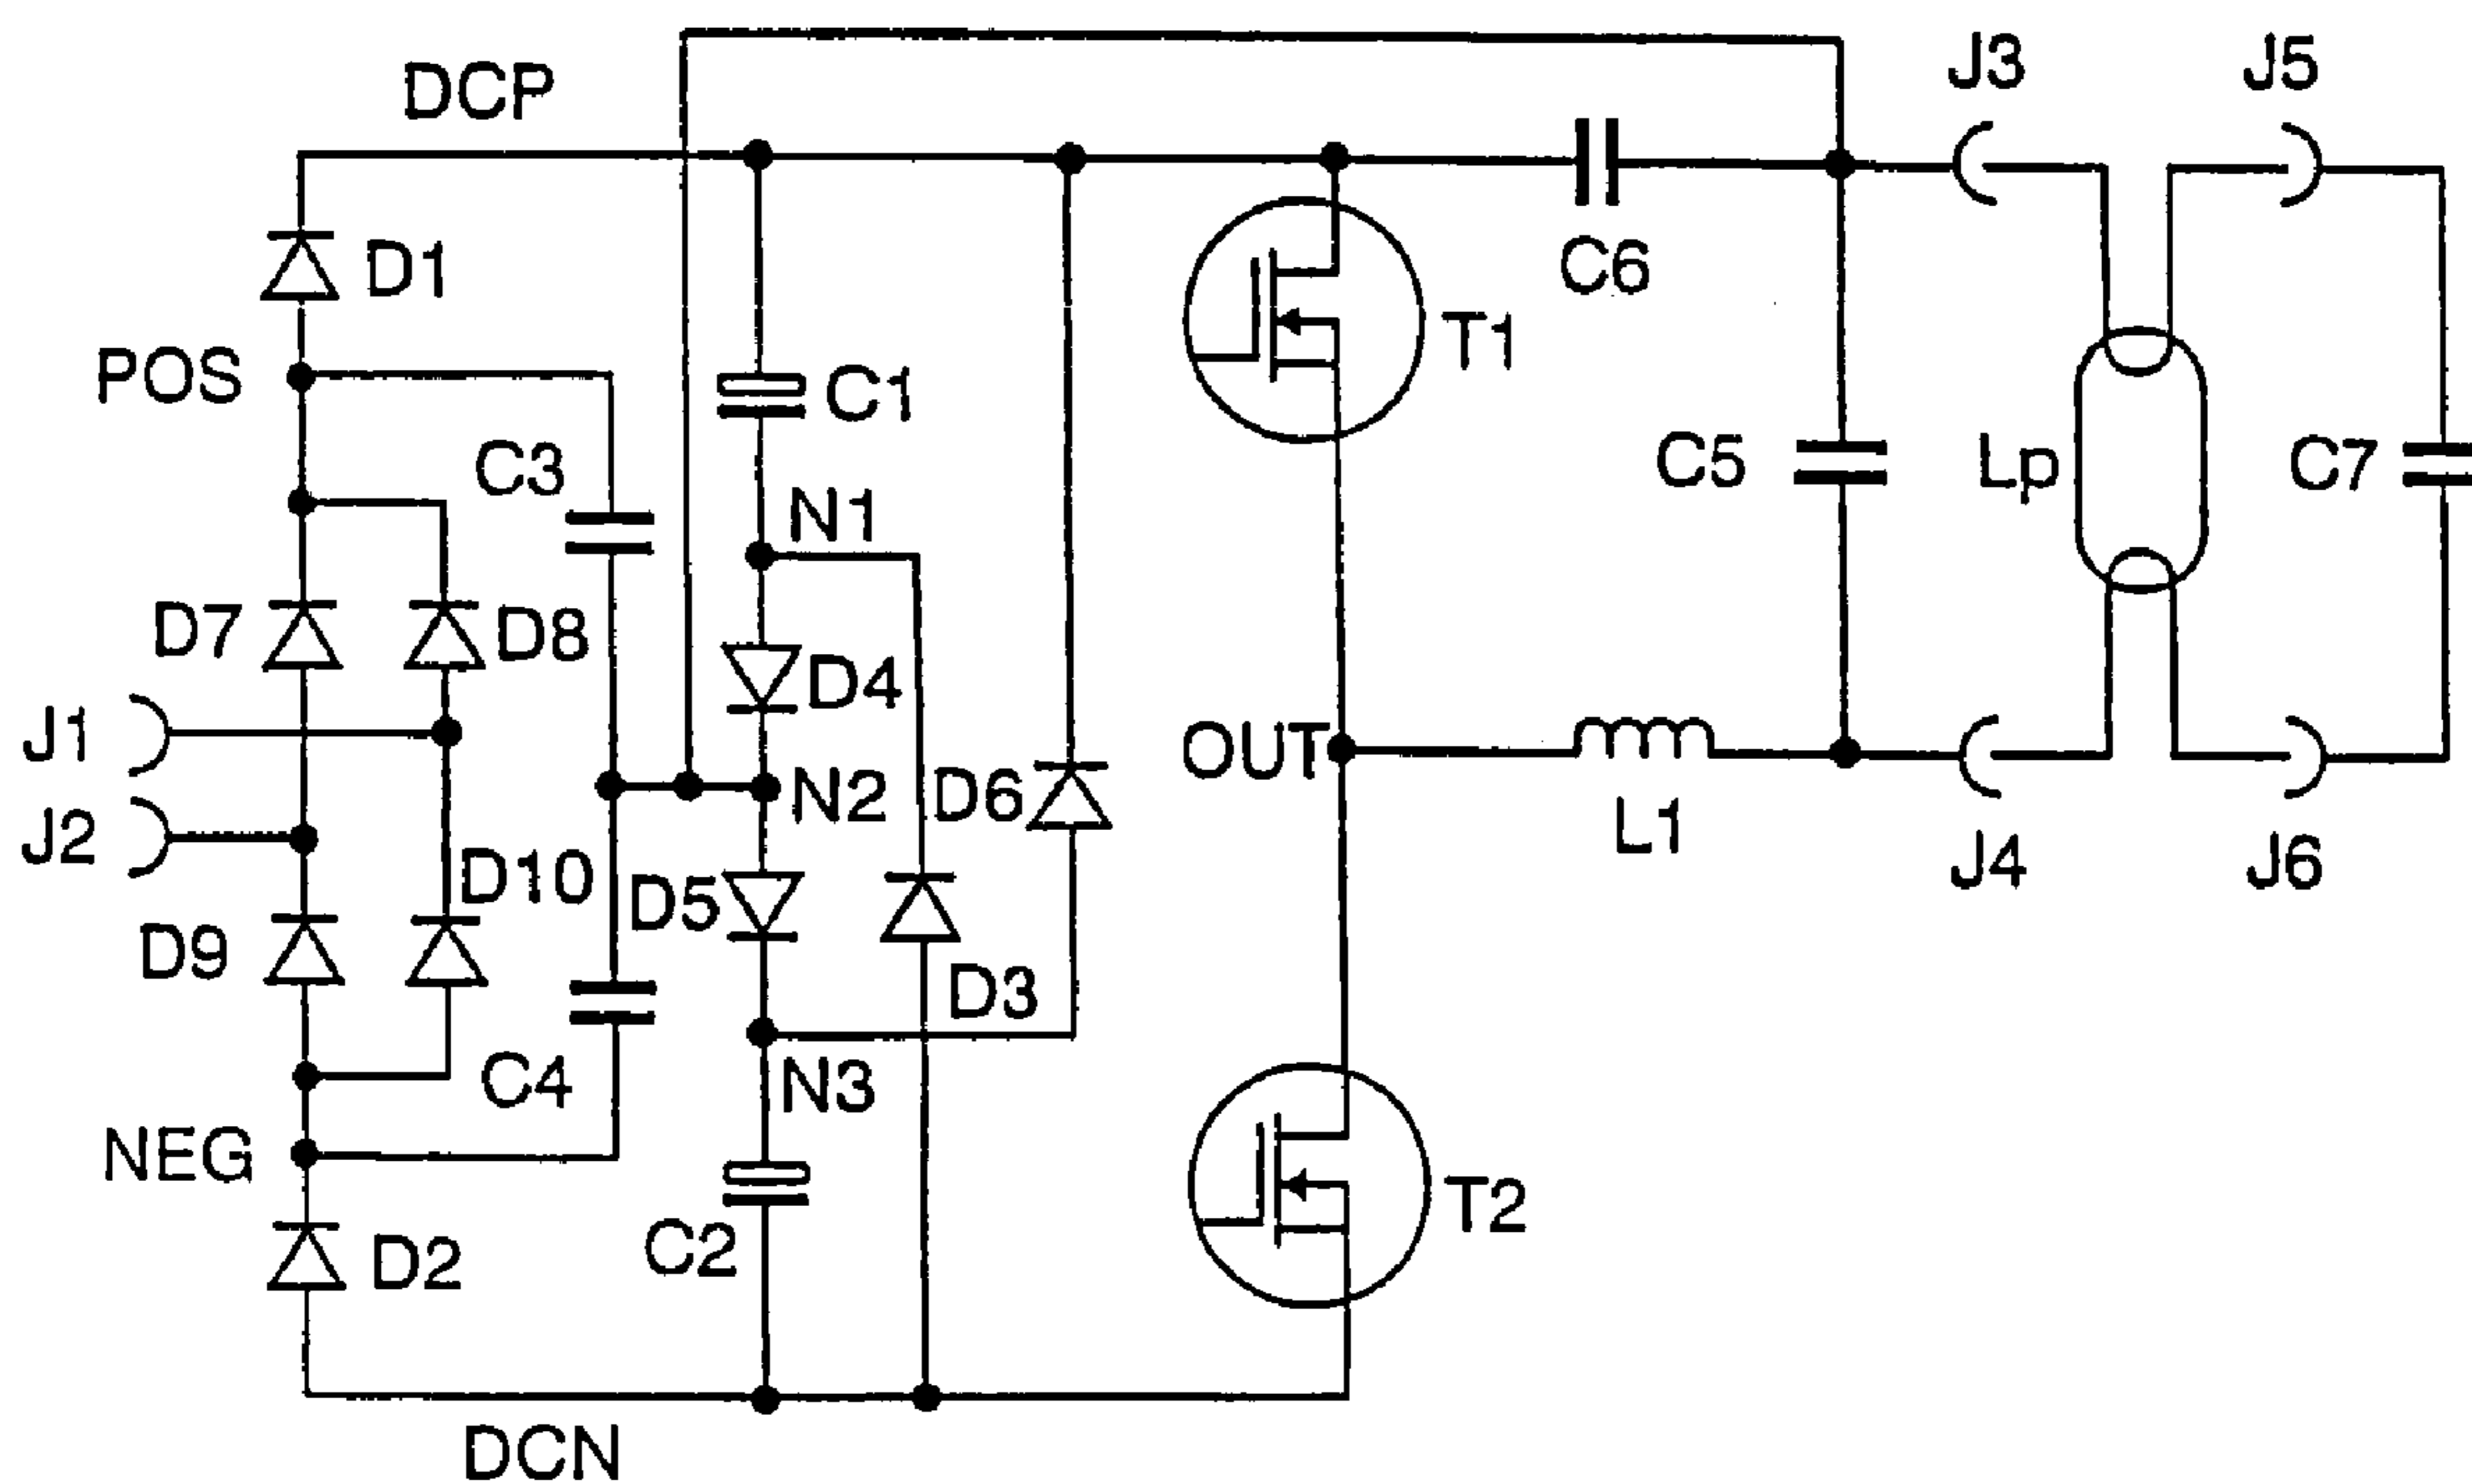 J3
J5
DCP
D1
C6
T1
POS
C1
C3
C5
Lp
C7
N1
D7
D8
D4
J1
OUT
N2
D6
J2
L1
J4
J6
D10
D5
D9
D3
C4
N3
NEG
T2
C2
D2
DCN